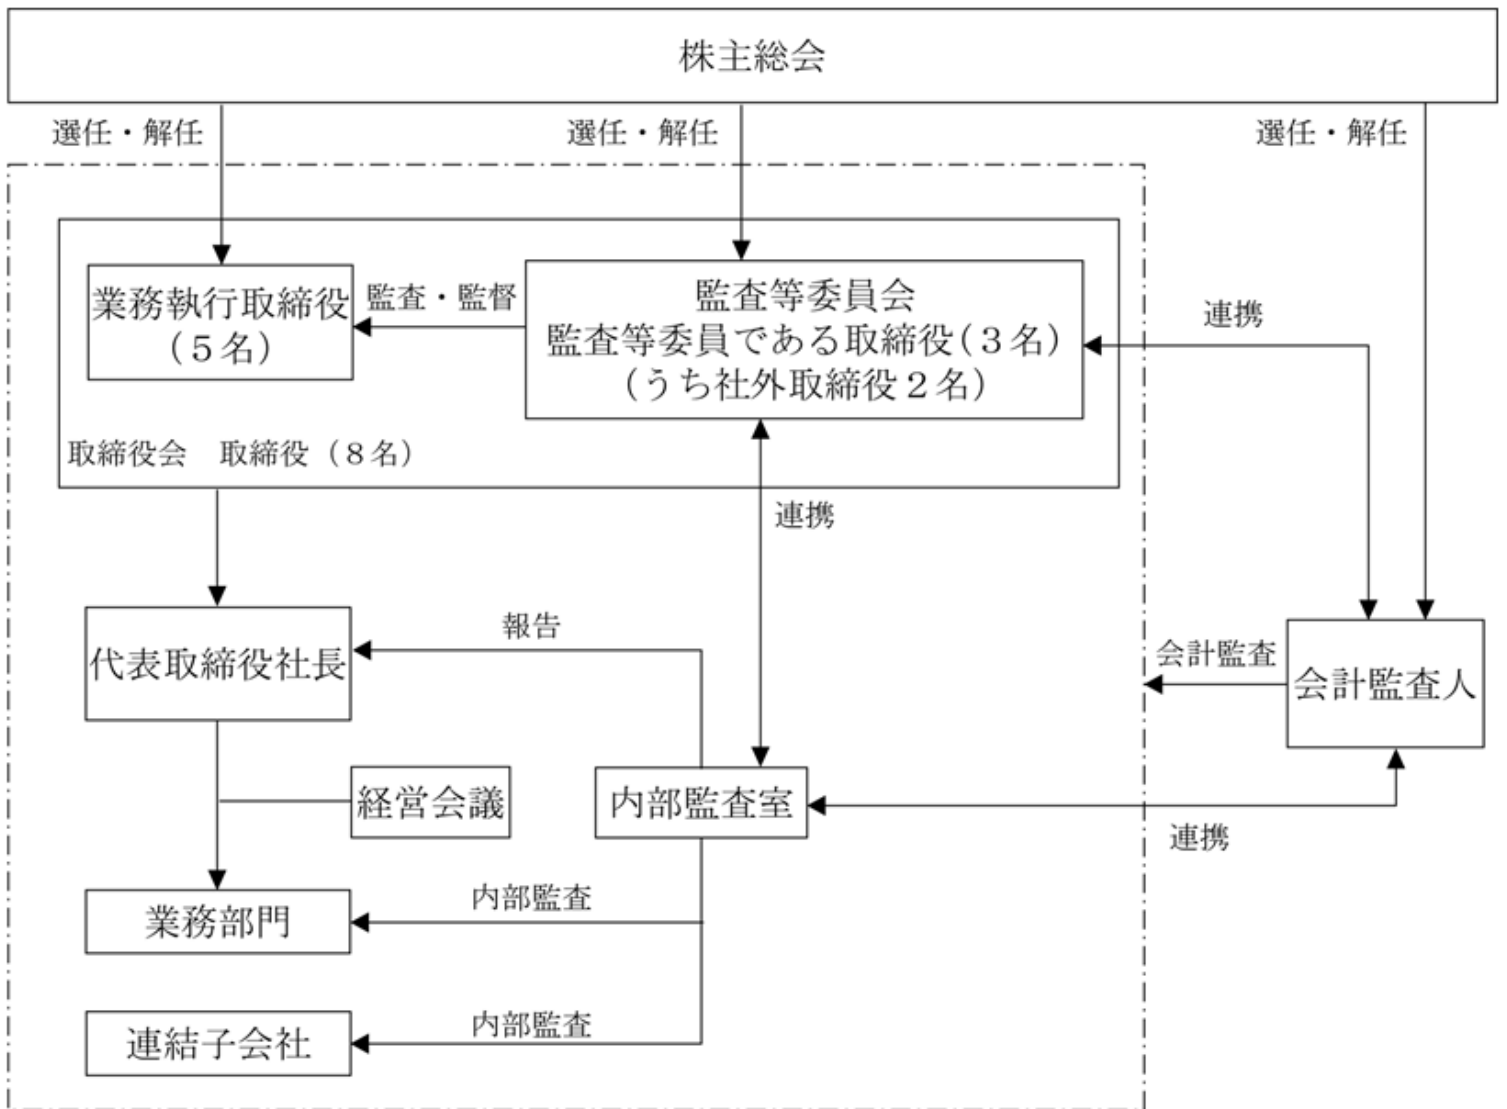 株主総会
選任・解任
選任・解任
選任・解任
業務執行取締役
（５名）
監査・監督
監査等委員会
監査等委員である取締役（３名）
（うち社外取締役２名）
連携
取締役会　取締役（８名）
連携
代表取締役社長
報告
会計監査
会計監査人
経営会議
内部監査室
連携
業務部門
内部監査
連結子会社
内部監査